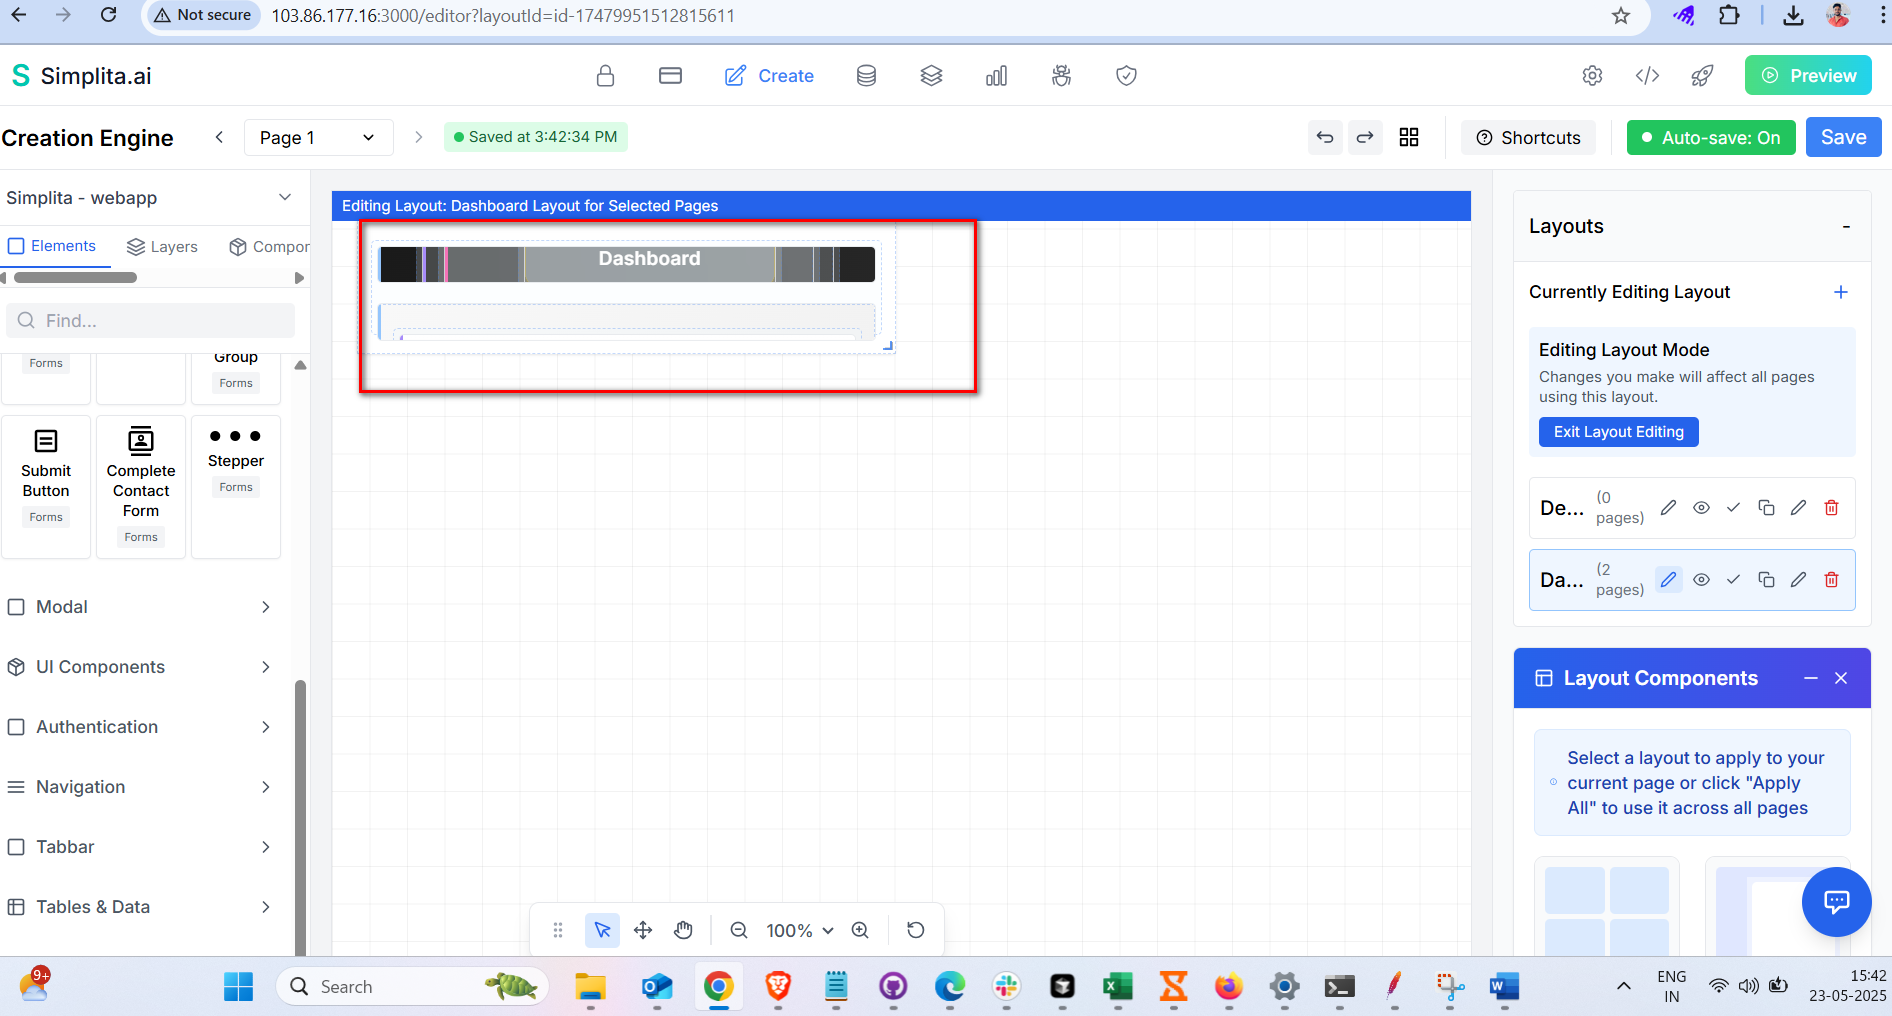 Not secure
103.86.177.16:3000/editor?layoutId=id-17479951512815611
S Simplita.ai
Create
Preview
Creation Engine
Page 1
Saved at 3:42:34 PM
Shortcuts
Auto-save: On
Save
Simplita - webapp
Elements
Layers
Compor
Find...
Forms
Group
Forms
Submit
Button
Forms
Complete
Contact
Form
Forms
Stepper
Forms
Modal
UI Components
Authentication
Navigation
Tabbar
Tables & Data
Editing Layout: Dashboard Layout for Selected Pages
Dashboard
100%
Layouts
-
Currently Editing Layout
Editing Layout Mode
Changes you make will affect all pages
using this layout.
Exit Layout Editing
De...
(0
pages)
Da...
(2
pages)
Layout Components
Select a layout to apply to your
current page or click "Apply
All" to use it across all pages
9+
Search
ENG
IN
15:42
23-05-2025